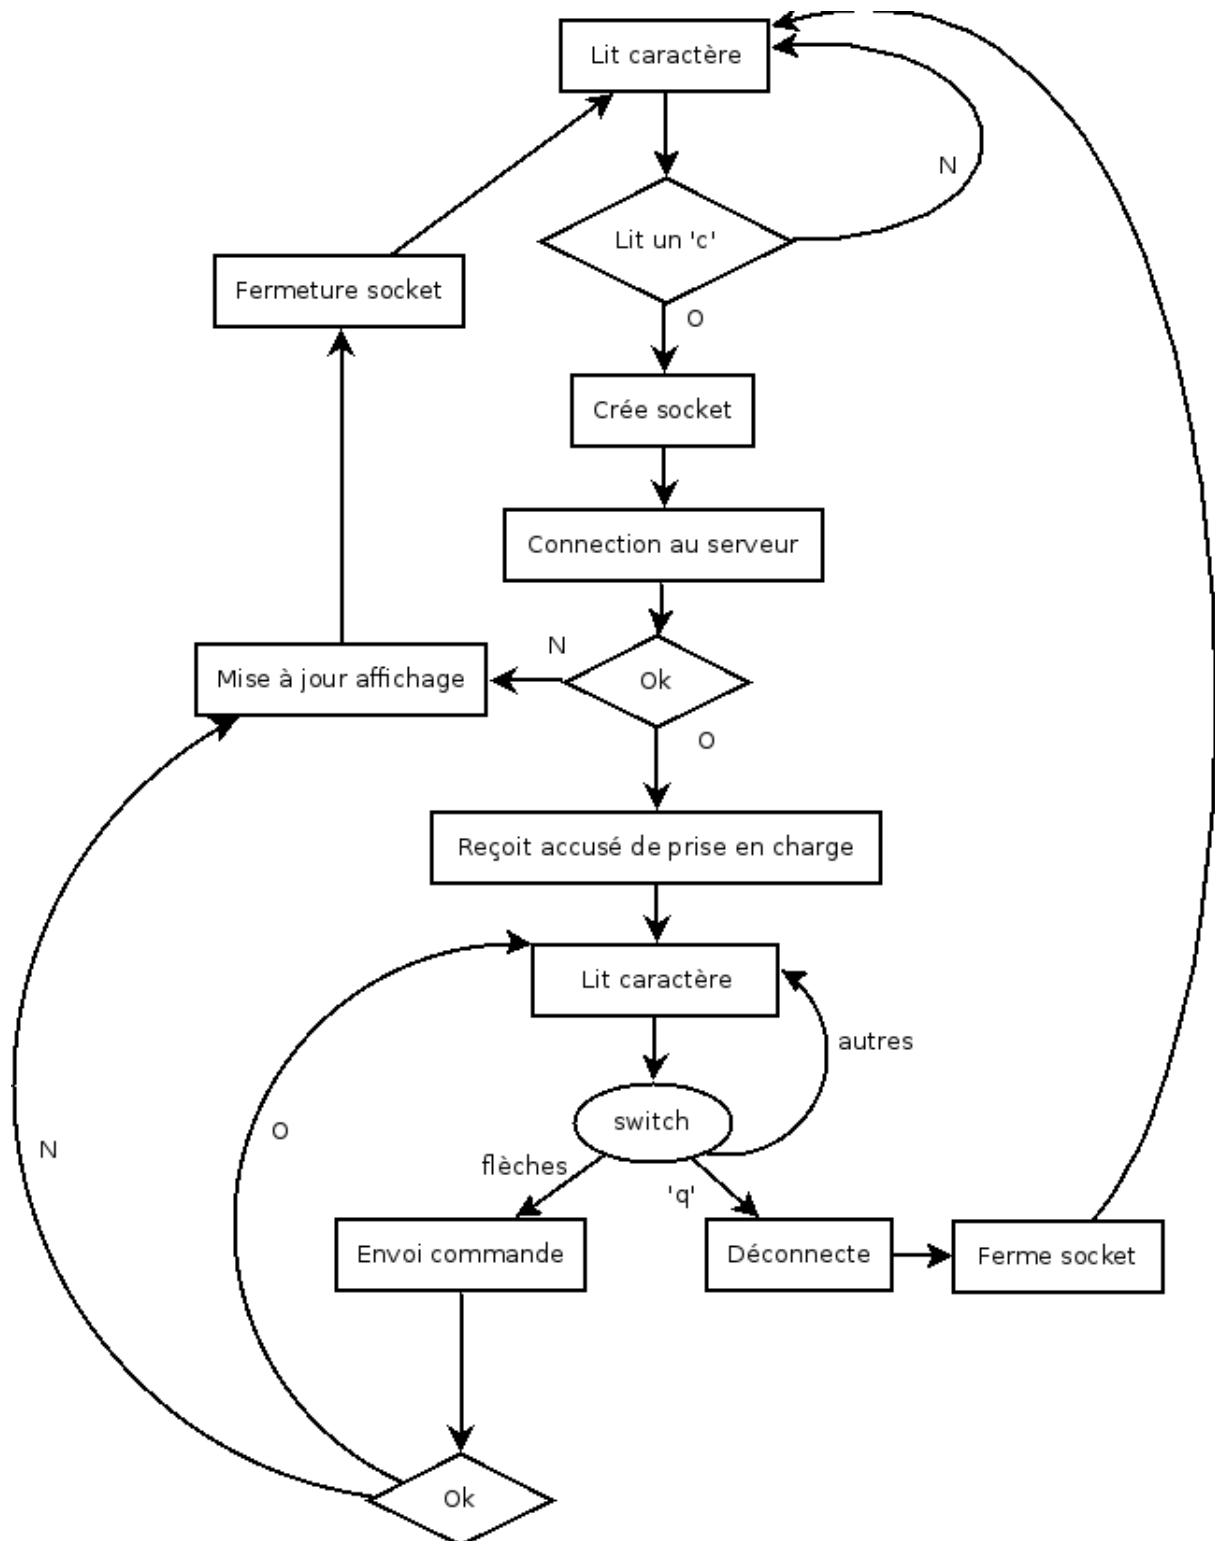 Lit caractère
N
Lit un 'c'
Fermeture socket
O
Crée socket
Connection au serveur
N
Mise à jour affichage
Ok
O
Reçoit accusé de prise en charge
Lit caractère
autres
switch
O
N
flèches
'q'
Envoi commande
Déconnecte
Ferme socket
Ok